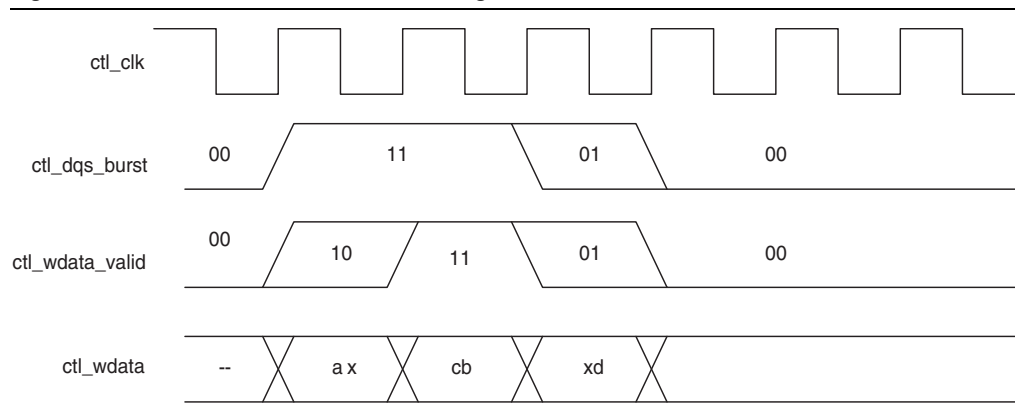 ctl_clk
ctl_dqs_burst 00 11 01 00
ctl_wdata_valid 00 10 11 01 00
ctl_wdata -- a x cb xd